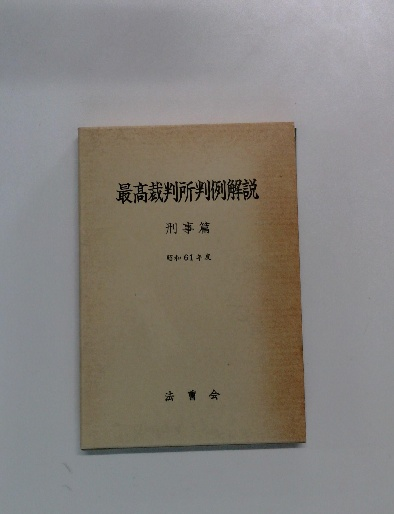 最高裁判所判例解説
刑事篇
昭和61年度
法曹会